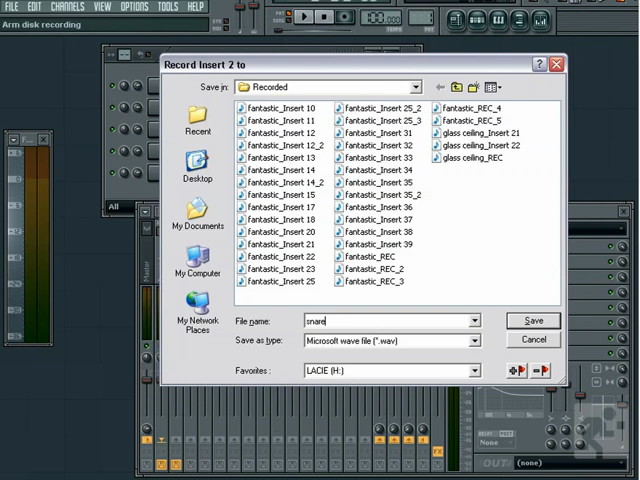 FILE EDIT CHANNELS VIEW OPTIONS TOOLS HELP
Arm disk recording
Record Insert 2 to
Save in: Recorded
Recent
Desktop
My Documents
My Computer
My Network Places
fantastic_Insert 10
fantastic_Insert 11
fantastic_Insert 12
fantastic_Insert 12_2
fantastic_Insert 13
fantastic_Insert 14
fantastic_Insert 14_2
fantastic_Insert 15
fantastic_Insert 17
fantastic_Insert 18
fantastic_Insert 20
fantastic_Insert 21
fantastic_Insert 22
fantastic_Insert 23
fantastic_Insert 25
fantastic_Insert 25_2
fantastic_Insert 25_3
fantastic_Insert 31
fantastic_Insert 32
fantastic_Insert 33
fantastic_Insert 34
fantastic_Insert 35
fantastic_Insert 35_2
fantastic_Insert 36
fantastic_Insert 37
fantastic_Insert 38
fantastic_Insert 39
fantastic_REC
fantastic_REC_2
fantastic_REC_3
fantastic_REC_4
fantastic_REC_5
glass ceiling_Insert 21
glass ceiling_Insert 22
glass ceiling_REC
File name: snare
Save
Save as type: Microsoft wave file (*.wav)
Cancel
Favorites : LACIE (H:)
All
Master
None
OUT
(none)
FX